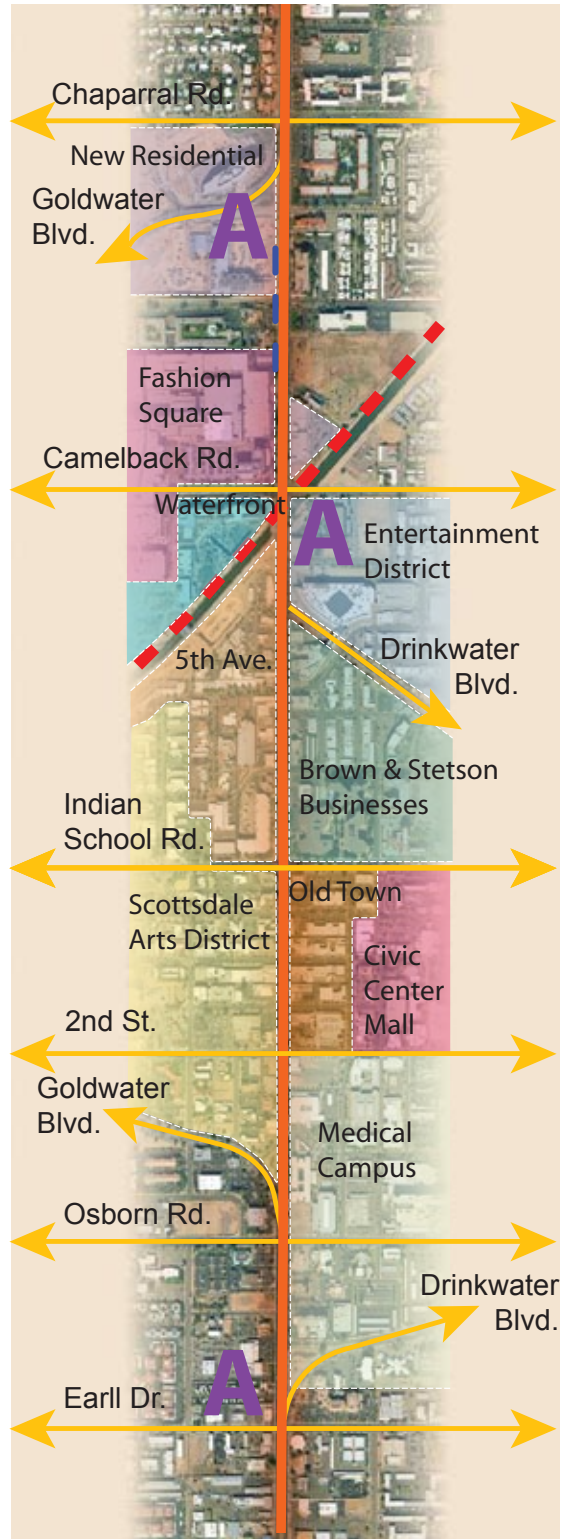 Chaparral Rd.
New Residential
Goldwater
Blvd.
A
Fashion
Square
Camelback Rd.
Waterfront
A
Entertainment
District
5th Ave.
Drinkwater
Blvd.
Brown & Stetson
Businesses
Indian
School Rd.
Old Town
Scottsdale
Arts District
Civic
Center
Mall
2nd St.
Goldwater
Blvd.
Medical
Campus
Osborn Rd.
Drinkwater
Blvd.
A
Earll Dr.